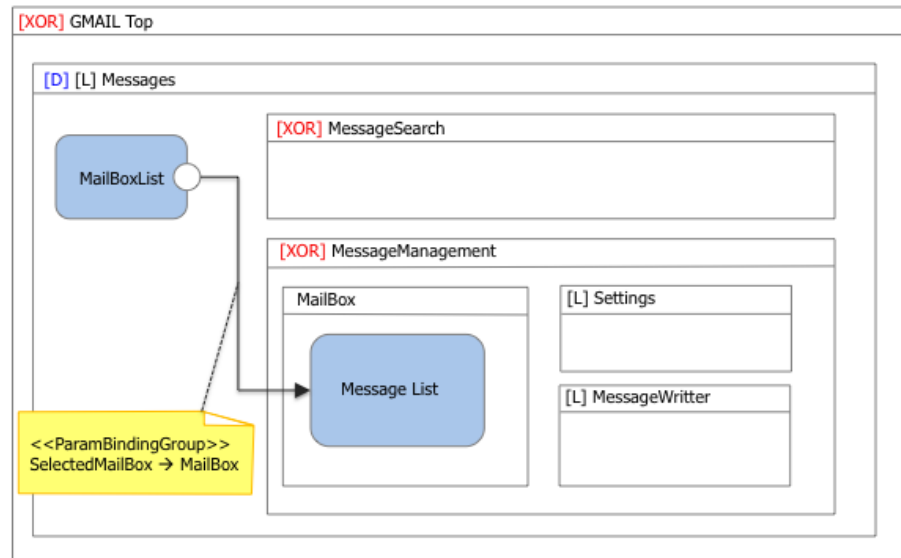 [XOR] GMAIL Top
[D] [L] Messages
MailBoxList
[XOR] MessageSearch
[XOR] MessageManagement
MailBox
Message List
[L] Settings
[L] MessageWritter
<<ParamBindingGroup>>
SelectedMailBox → MailBox